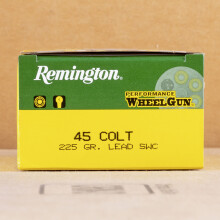 Remington
PERFORMANCE
WHEELGUN
45 COLT
225 GR. LEAD SWC